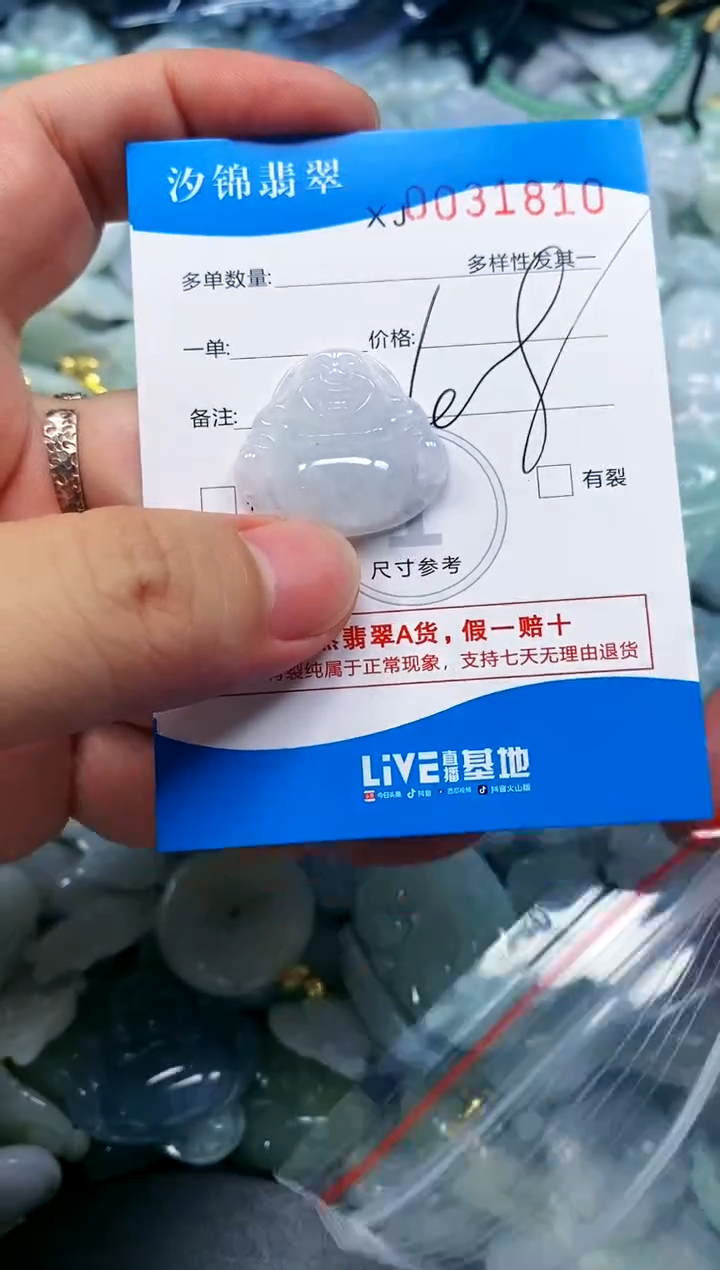 汐锦翡翠
XJ0031810
多单数量:
多样性发其一
一单:
价格:
168
备注:
有裂
尺寸参考
翡翠A货，假一赔十
有裂纯属于正常现象，支持七天无理由退货
LiVE直播基地
今日头条 抖音 西瓜视频 抖音火山版